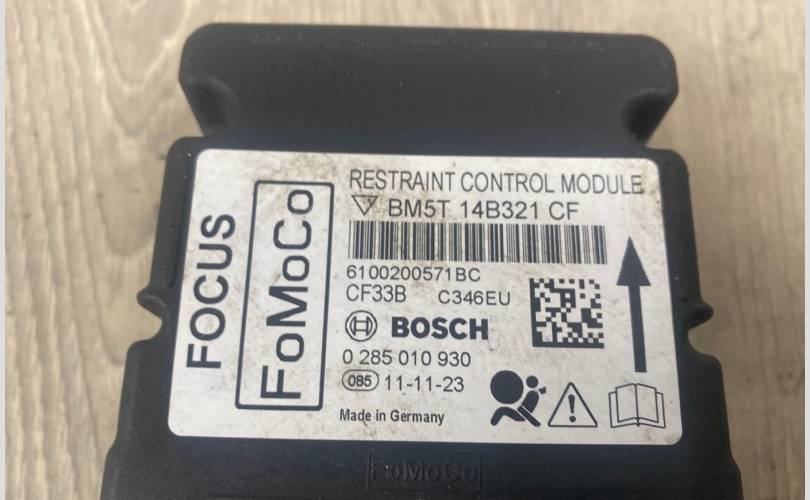 FOCUS
FoMoCo
RESTRAINT CONTROL MODULE
BM5T 14B321 CF
6100200571BC
CF33B C346EU
BOSCH
0 285 010 930
085 11-11-23
Made in Germany
FoMoCo